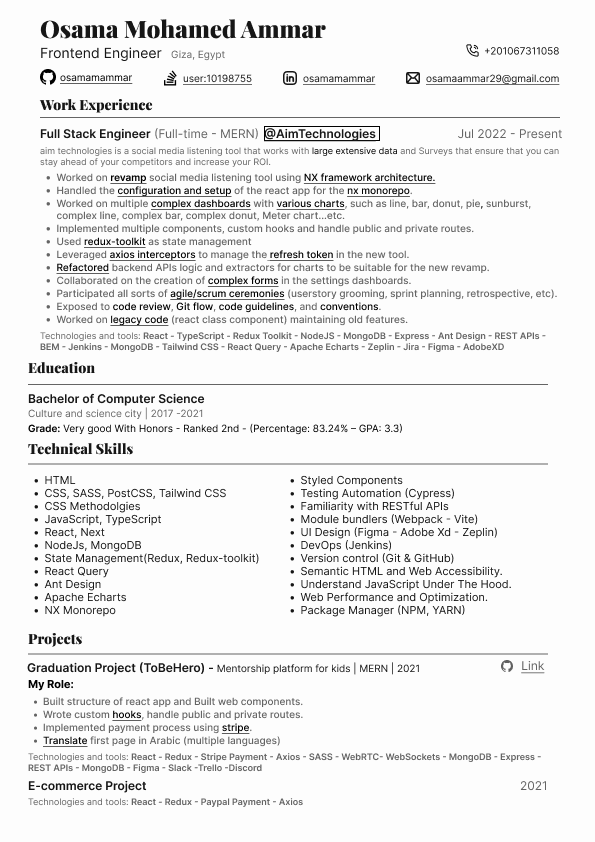 Osama Mohamed Ammar
Frontend Engineer Giza, Egypt
+201067311058
osamamammar user:10198755 osamamammar osamaammar29@gmail.com
Work Experience
Full Stack Engineer (Full-time - MERN) @AimTechnologies Jul 2022 - Present
aim technologies is a social media listening tool that works with large extensive data and Surveys that ensure that you can
stay ahead of your competitors and increase your ROI.
• Worked on revamp social media listening tool using NX framework architecture.
• Handled the configuration and setup of the react app for the nx monorepo.
• Worked on multiple complex dashboards with various charts, such as line, bar, donut, pie, sunburst,
complex line, complex bar, complex donut, Meter chart...etc.
• Implemented multiple components, custom hooks and handle public and private routes.
• Used redux-toolkit as state management
• Leveraged axios interceptors to manage the refresh token in the new tool.
• Refactored backend APIs logic and extractors for charts to be suitable for the new revamp.
• Collaborated on the creation of complex forms in the settings dashboards.
• Participated all sorts of agile/scrum ceremonies (userstory grooming, sprint planning, retrospective, etc).
• Exposed to code review, Git flow, code guidelines, and conventions.
• Worked on legacy code (react class component) maintaining old features.
Technologies and tools: React - TypeScript - Redux Toolkit - NodeJS - MongoDB - Express - Ant Design - REST APIs -
BEM - Jenkins - MongoDB - Tailwind CSS - React Query - Apache Echarts - Zeplin - Jira - Figma - AdobeXD
Education
Bachelor of Computer Science
Culture and science city | 2017 -2021
Grade: Very good With Honors - Ranked 2nd - (Percentage: 83.24% – GPA: 3.3)
Technical Skills
• HTML
• CSS, SASS, PostCSS, Tailwind CSS
• CSS Methodolgies
• JavaScript, TypeScript
• React, Next
• NodeJs, MongoDB
• State Management(Redux, Redux-toolkit)
• React Query
• Ant Design
• Apache Echarts
• NX Monorepo
• Styled Components
• Testing Automation (Cypress)
• Familiarity with RESTful APIs
• Module bundlers (Webpack - Vite)
• UI Design (Figma - Adobe Xd - Zeplin)
• DevOps (Jenkins)
• Version control (Git & GitHub)
• Semantic HTML and Web Accessibility.
• Understand JavaScript Under The Hood.
• Web Performance and Optimization.
• Package Manager (NPM, YARN)
Projects
Graduation Project (ToBeHero) - Mentorship platform for kids | MERN | 2021 Link
My Role:
• Built structure of react app and Built web components.
• Wrote custom hooks, handle public and private routes.
• Implemented payment process using stripe.
• Translate first page in Arabic (multiple languages)
Technologies and tools: React - Redux - Stripe Payment - Axios - SASS - WebRTC- WebSockets - MongoDB - Express -
REST APIs - MongoDB - Figma - Slack -Trello -Discord
E-commerce Project 2021
Technologies and tools: React - Redux - Paypal Payment - Axios